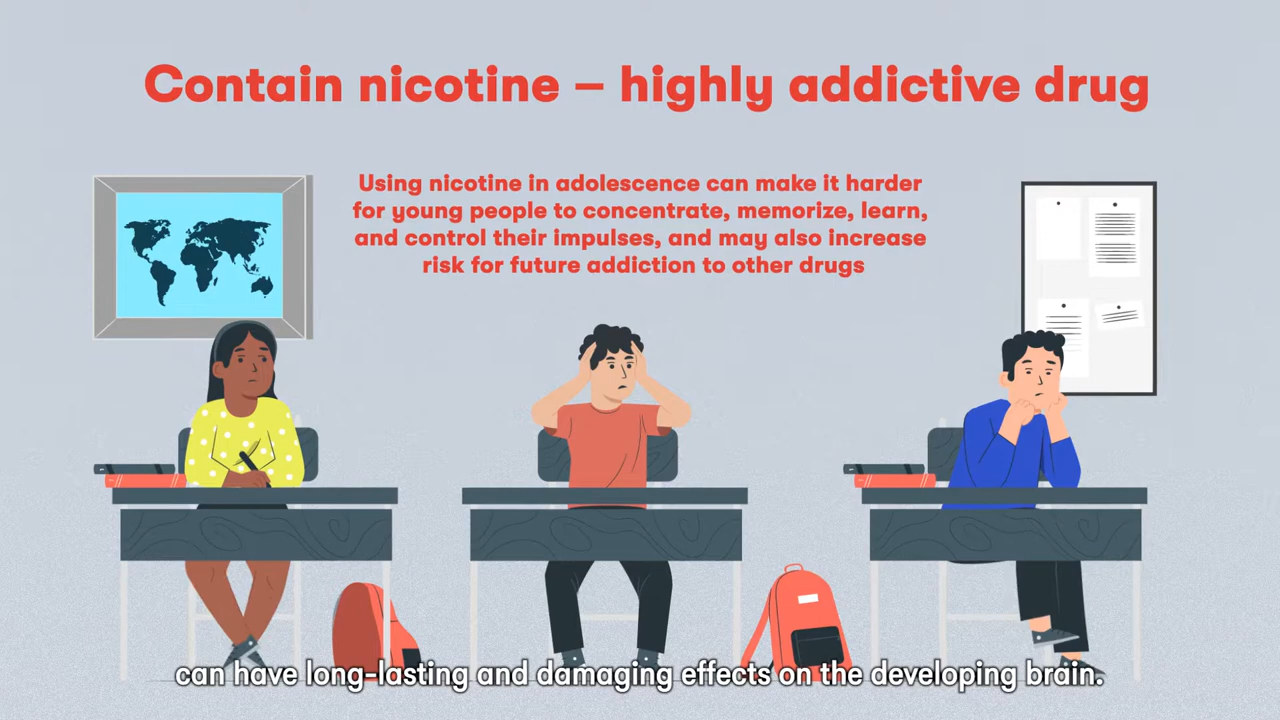 Contain nicotine – highly addictive drug
Using nicotine in adolescence can make it harder
for young people to concentrate, memorize, learn,
and control their impulses, and may also increase
risk for future addiction to other drugs
can have long-lasting and damaging effects on the developing brain.